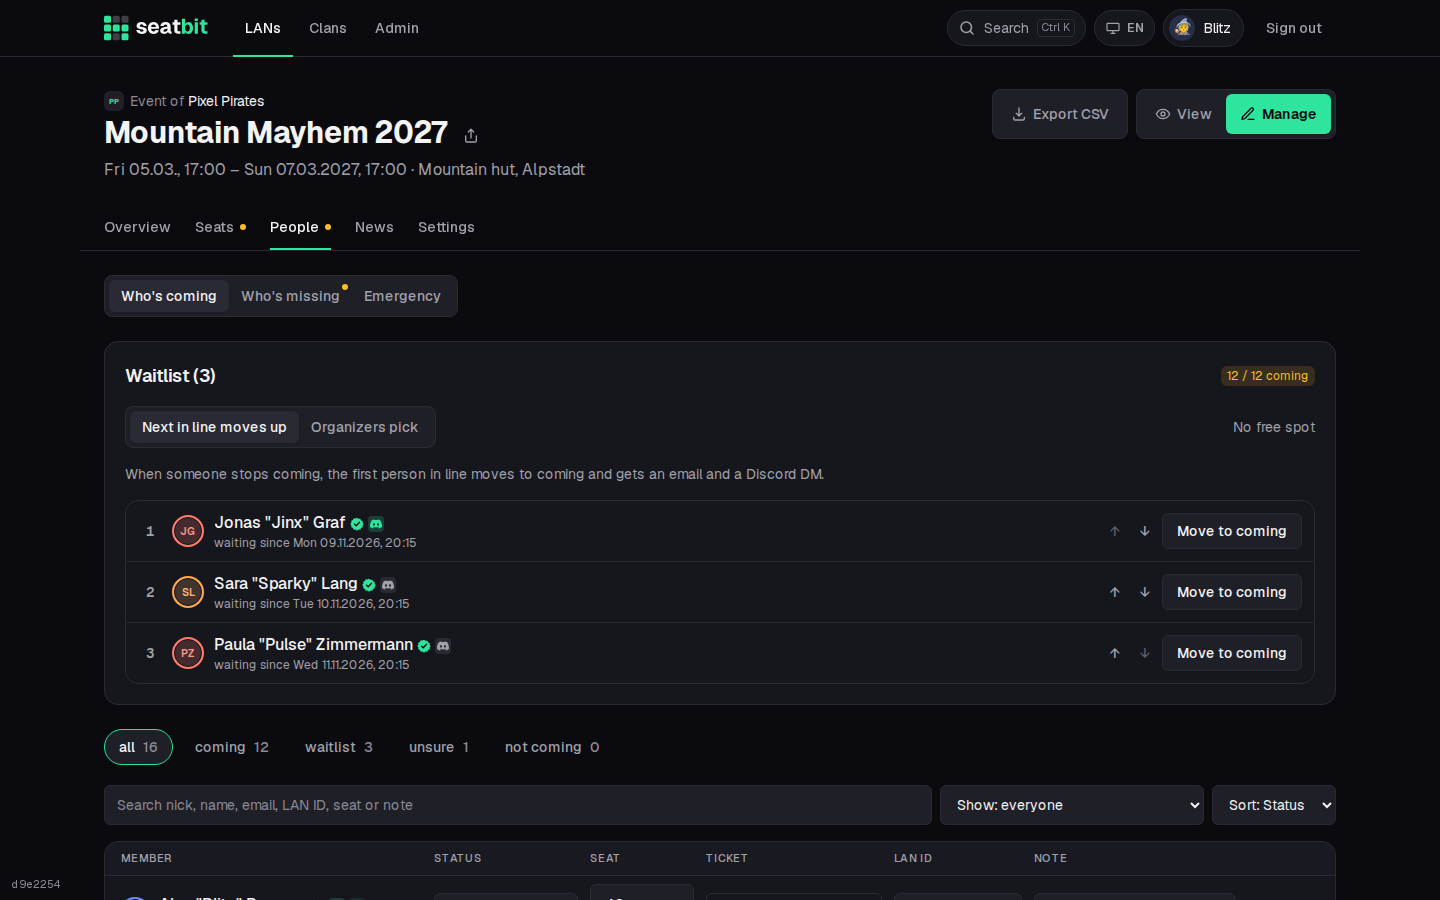 seatbit LANs Clans Admin Search Ctrl K EN Blitz Sign out
PP Event of Pixel Pirates
Mountain Mayhem 2027
Export CSV View Manage
Fri 05.03., 17:00 – Sun 07.03.2027, 17:00 · Mountain hut, Alpstadt
Overview Seats People News Settings
Who's coming Who's missing Emergency
Waitlist (3) 12 / 12 coming
Next in line moves up Organizers pick No free spot
When someone stops coming, the first person in line moves to coming and gets an email and a Discord DM.
1 JG Jonas "Jinx" Graf Move to coming
waiting since Mon 09.11.2026, 20:15
2 SL Sara "Sparky" Lang Move to coming
waiting since Tue 10.11.2026, 20:15
3 PZ Paula "Pulse" Zimmermann Move to coming
waiting since Wed 11.11.2026, 20:15
all 16 coming 12 waitlist 3 unsure 1 not coming 0
Search nick, name, email, LAN ID, seat or note Show: everyone Sort: Status
MEMBER STATUS SEAT TICKET LAN ID NOTE
d9e2254